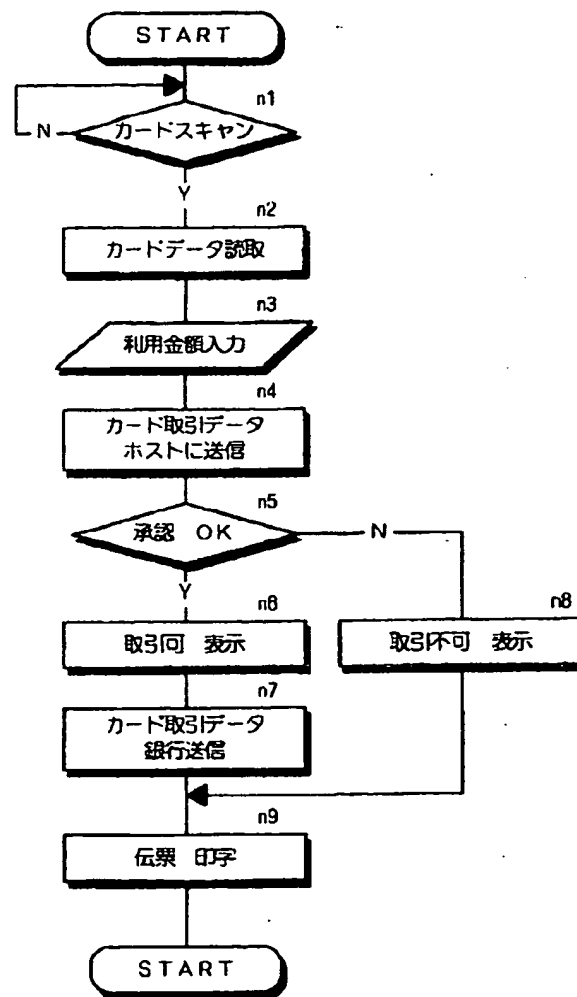 START
n1
カードスキャン
N
Y
n2
カードデータ読取
n3
利用金額入力
n4
カード取引データ
ホストに送信
n5
承認 OK
N
Y
n6
取引可 表示
n8
取引不可 表示
n7
カード取引データ
銀行送信
n9
伝票 印字
START